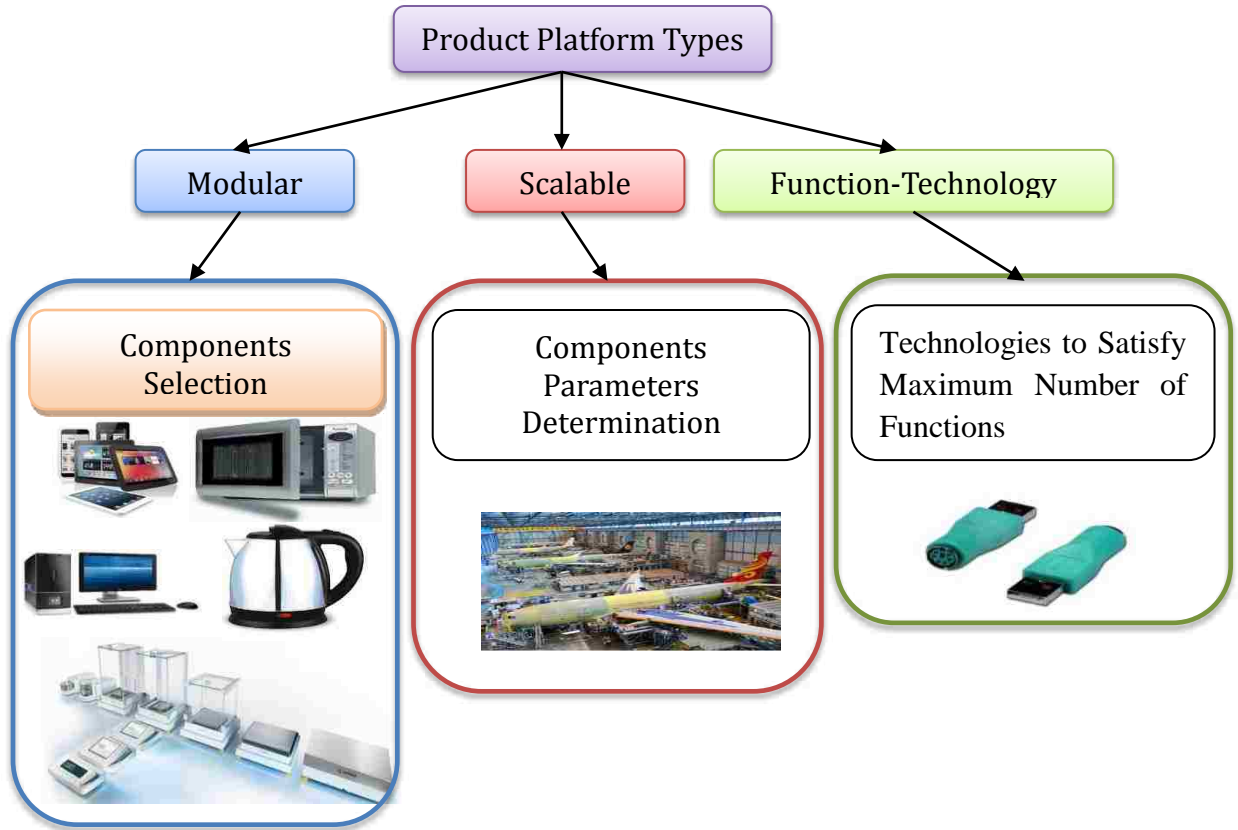 Product Platform Types
Modular
Scalable
Function-Technology
Components
Selection
Components
Parameters
Determination
Technologies to Satisfy
Maximum Number of
Functions